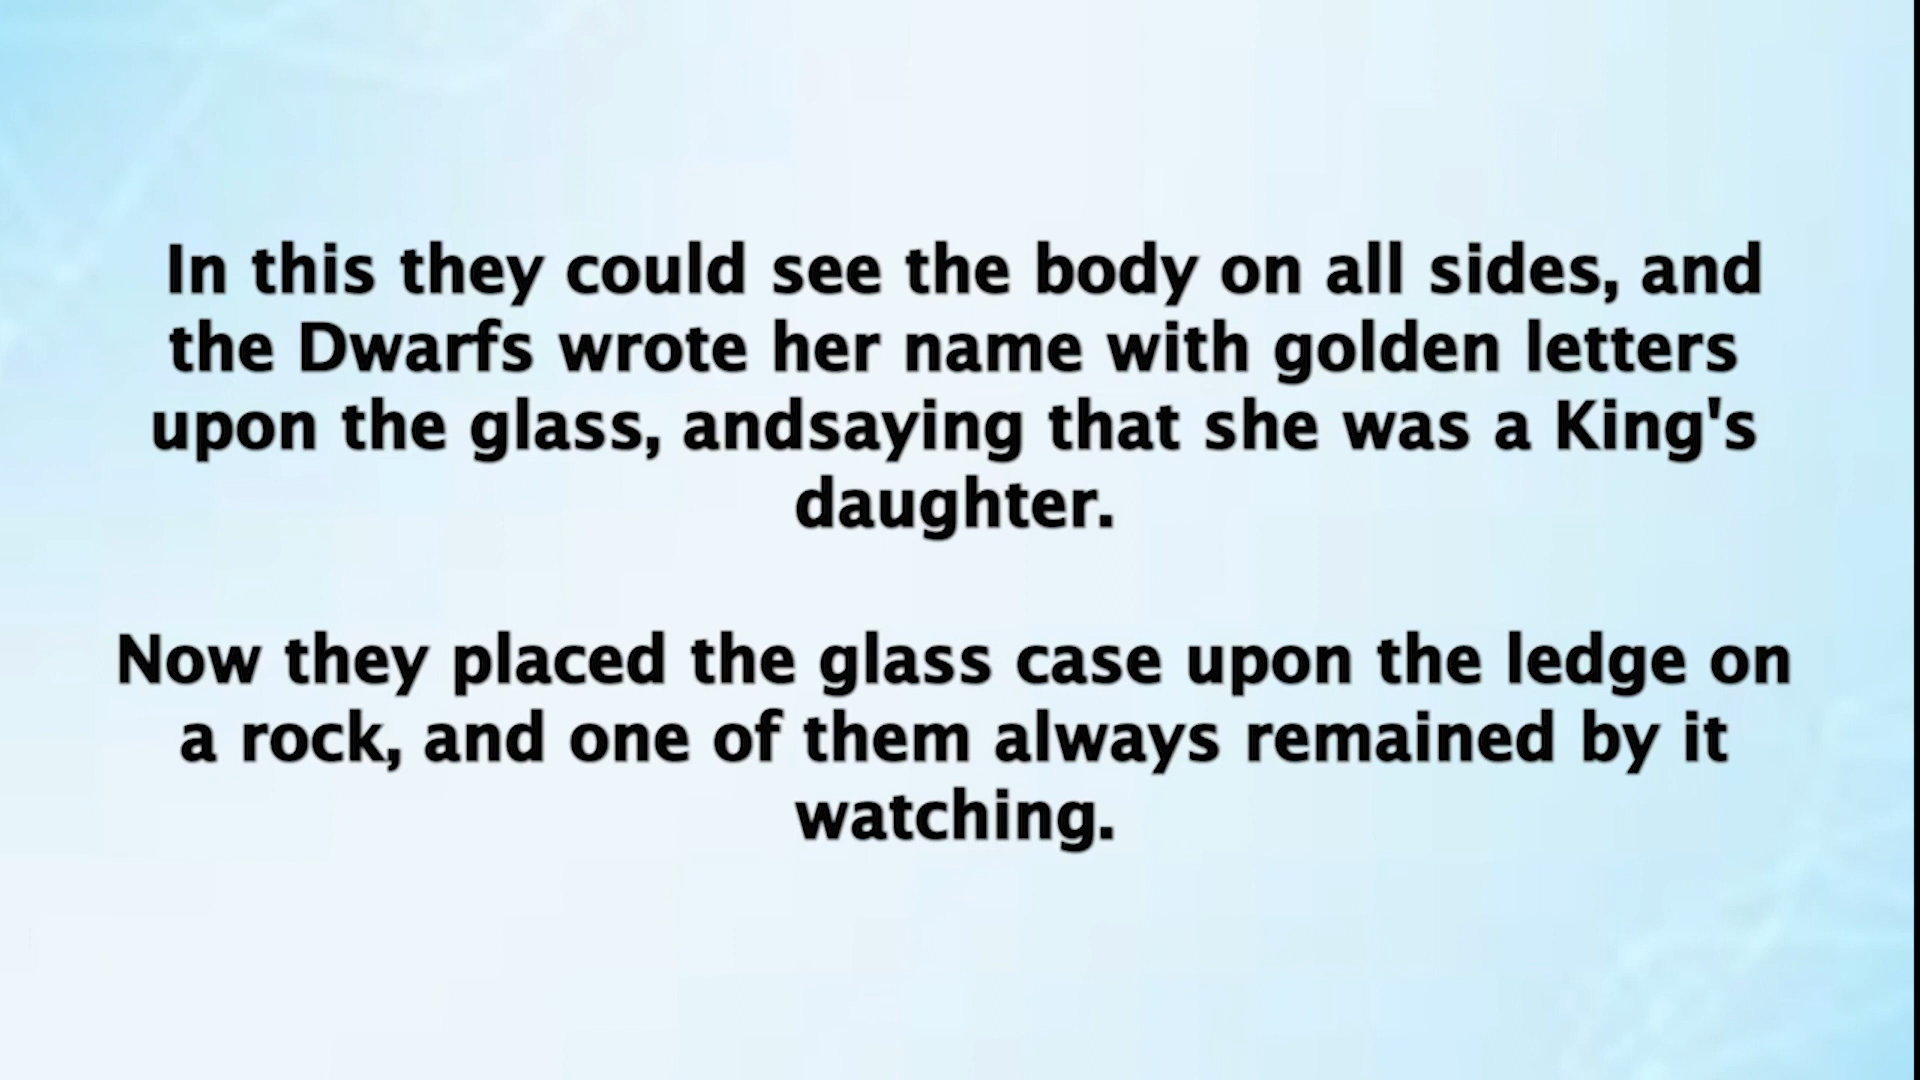 In this they could see the body on all sides, and
the Dwarfs wrote her name with golden letters
upon the glass, andsaying that she was a King's
daughter.
Now they placed the glass case upon the ledge on
a rock, and one of them always remained by it
watching.